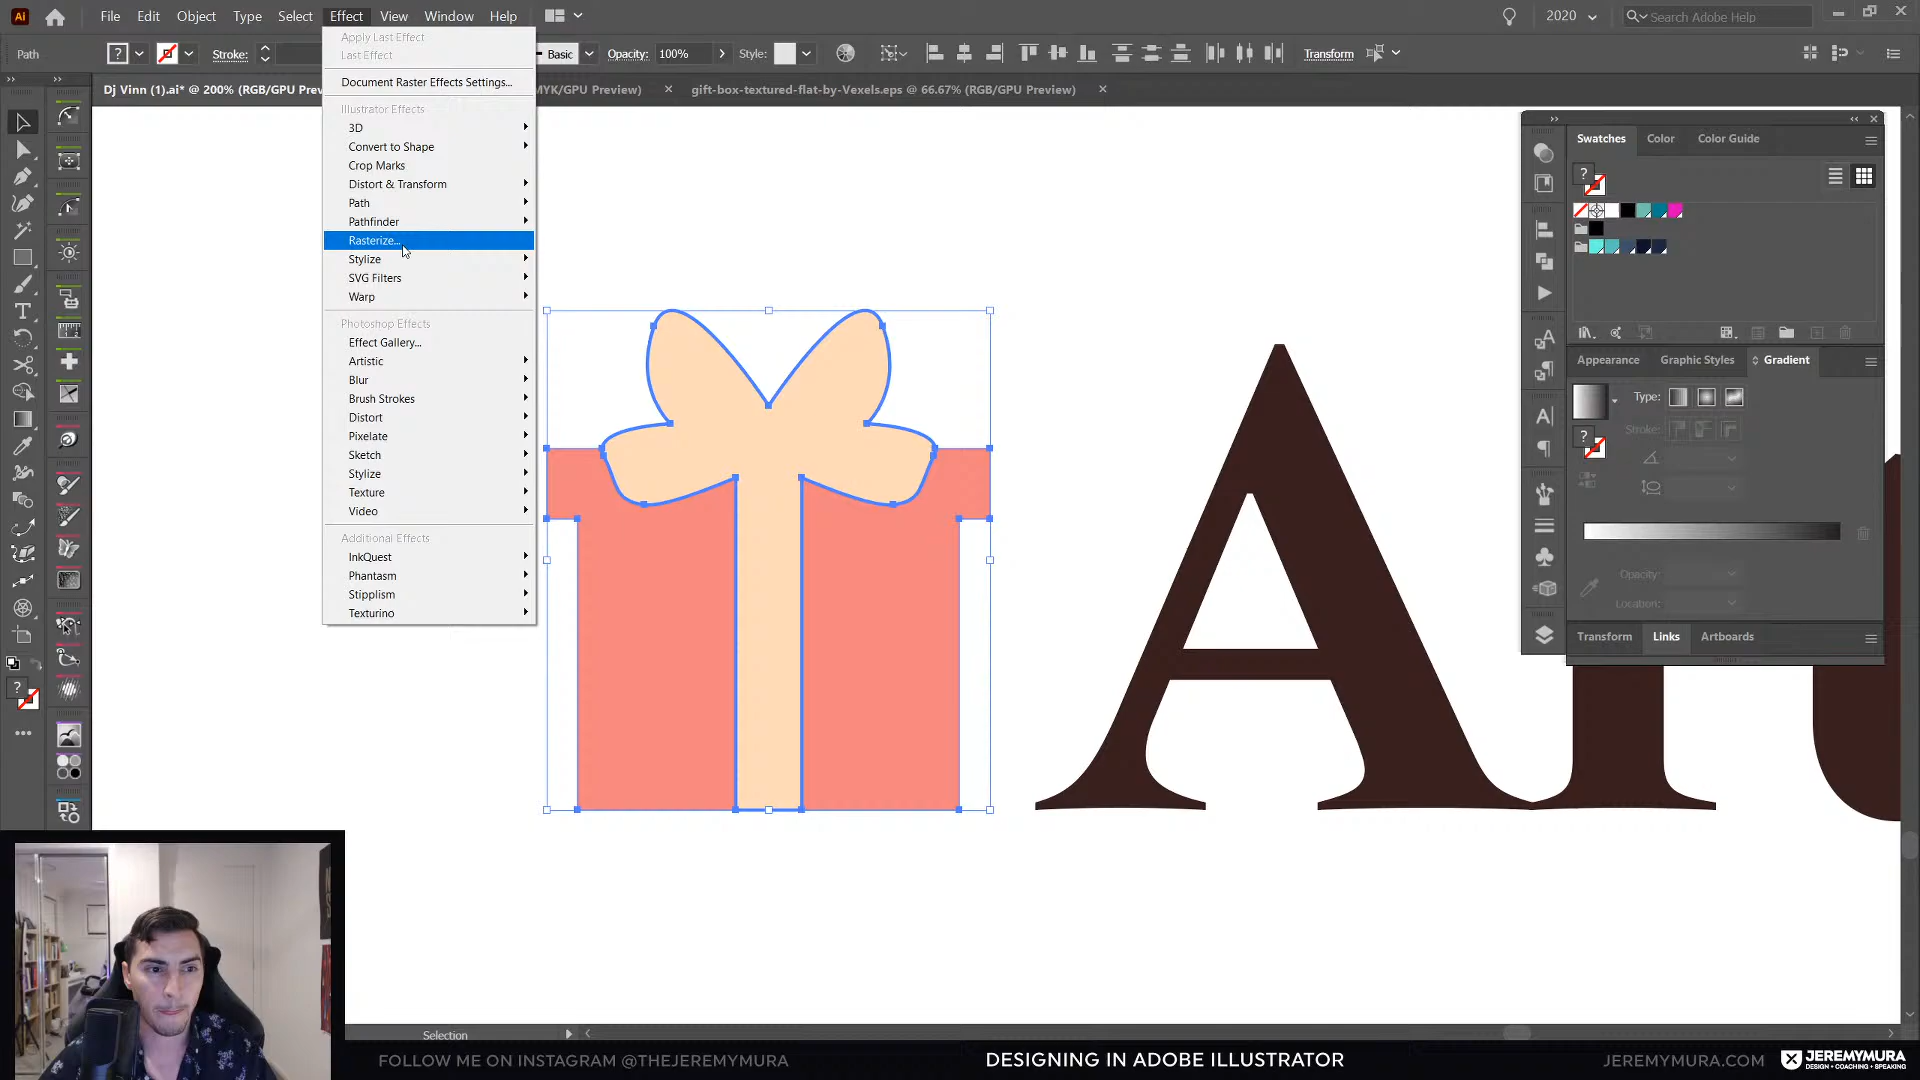 Ai File Edit Object Type Select Effect View Window Help 2020 Search Adobe Help
Path ? Stroke: Basic Opacity: 100% Style: Transform
Dj Vinn (1).ai* @ 200% (RGB/GPU Prev MYK/GPU Preview) × gift-box-textured-flat-by-Vexels.eps @ 66.67% (RGB/GPU Preview) ×
Apply Last Effect
Last Effect
Document Raster Effects Settings...
Illustrator Effects
3D
Convert to Shape
Crop Marks
Distort & Transform
Path
Pathfinder
Rasterize...
Stylize
SVG Filters
Warp
Photoshop Effects
Effect Gallery...
Artistic
Blur
Brush Strokes
Distort
Pixelate
Sketch
Stylize
Texture
Video
Additional Effects
InkQuest
Phantasm
Stipplism
Texturino
Swatches Color Color Guide
?
Appearance Graphic Styles Gradient
Type:
Stroke:
?
Opacity:
Location:
Transform Links Artboards
?
A
Selection
FOLLOW ME ON INSTAGRAM @THEJEREMYMURA DESIGNING IN ADOBE ILLUSTRATOR JEREMYMURA.COM JEREMYMURA
DESIGN • COACHING • SPEAKING